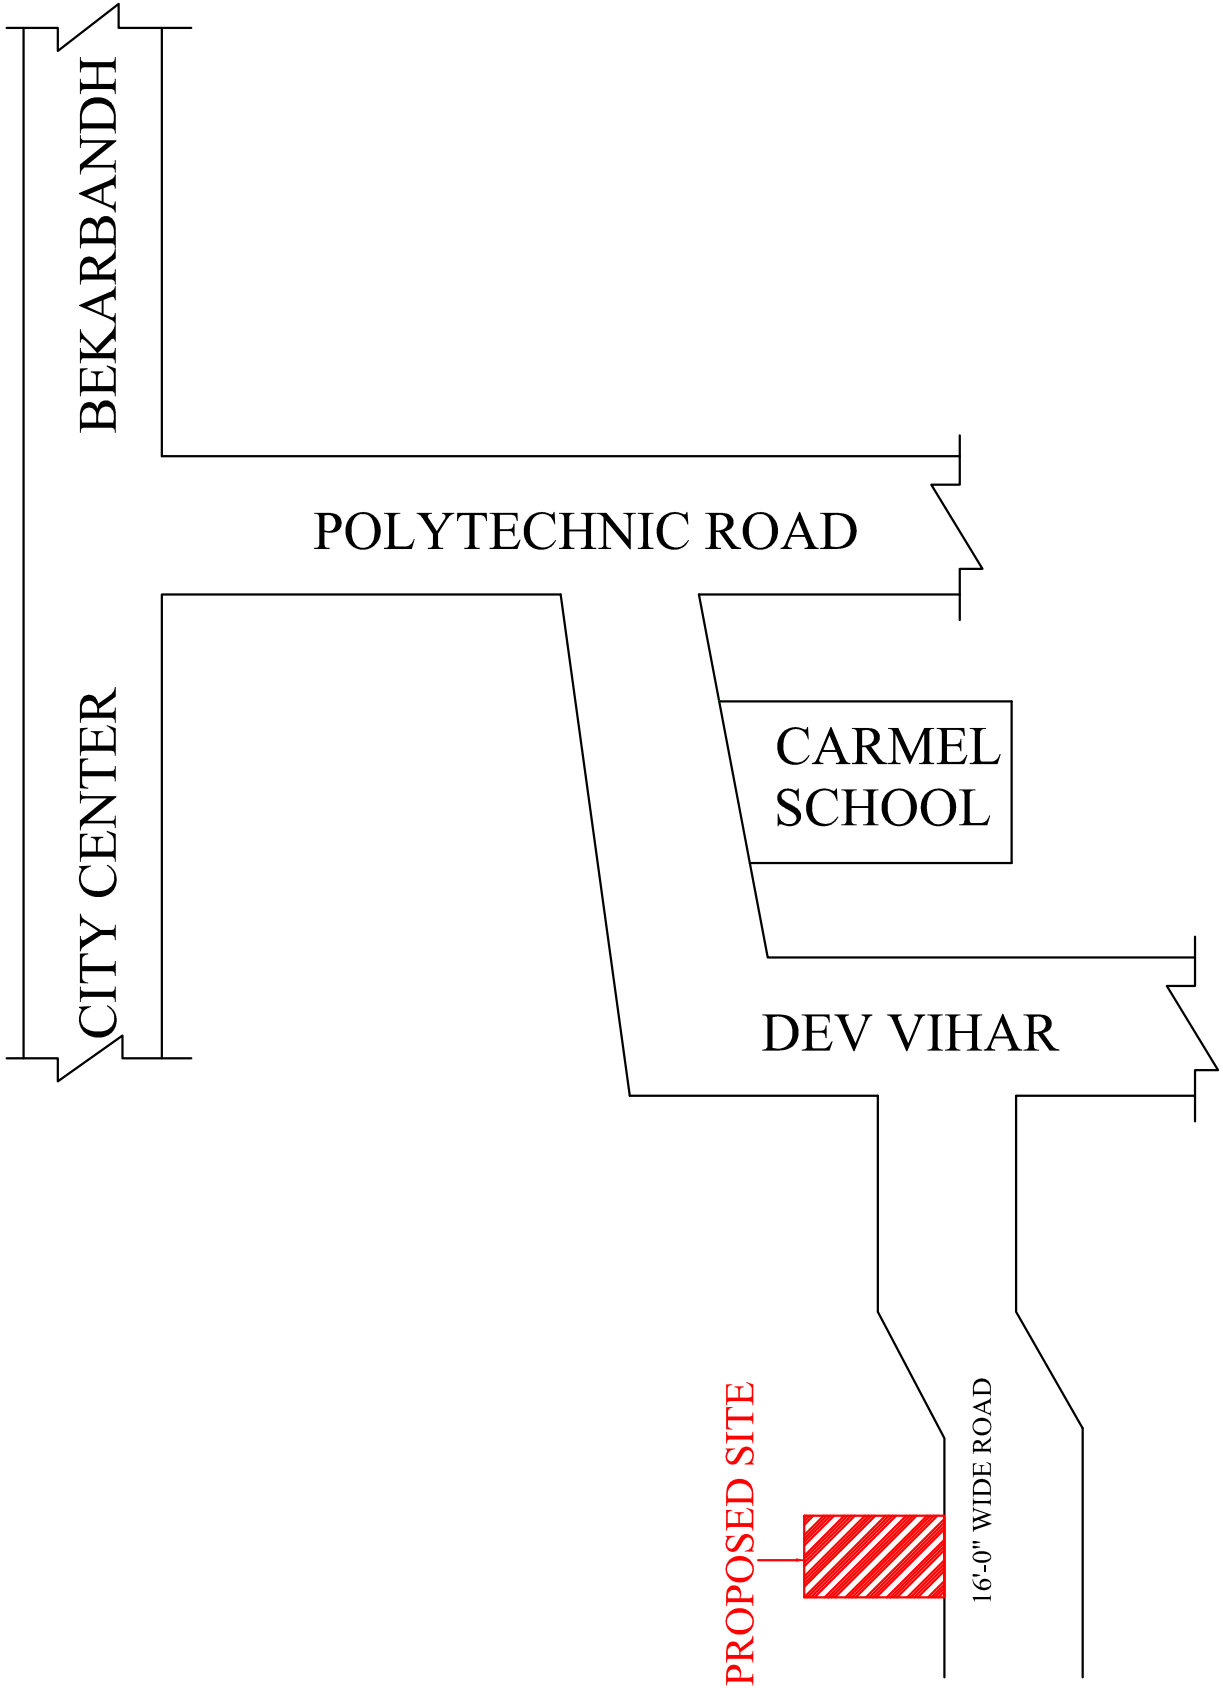 BEKARBANDH
POLYTECHNIC ROAD
CITY CENTER
CARMEL
SCHOOL
DEV VIHAR
PROPOSED SITE
16'-0" WIDE ROAD